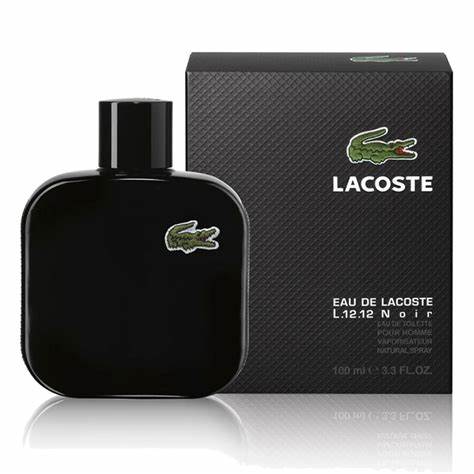 LACOSTE
EAU DE LACOSTE
L.12.12 Noir
EAU DE TOILETTE
POUR HOMME
VAPORISATEUR
NATURAL SPRAY
100 ml ℮ 3.3 FL.OZ.